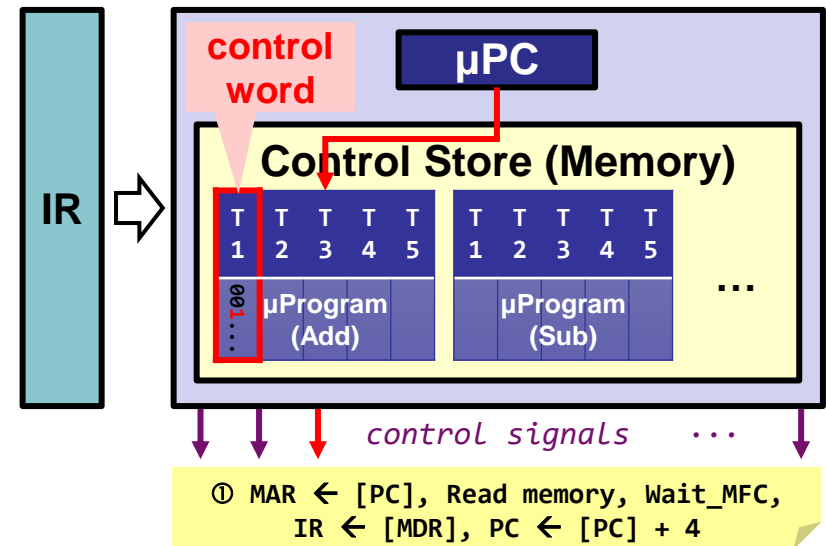 control
word
μPC
Control Store (Memory)
IR
T T T T T
1 2 3 4 5
T T T T T
1 2 3 4 5
001...
μProgram
(Add)
μProgram
(Sub)
...
control signals ...
① MAR ← [PC], Read memory, Wait_MFC,
IR ← [MDR], PC ← [PC] + 4